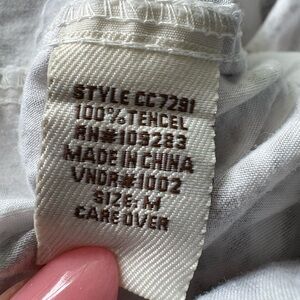 STYLE CC7291
100% TENCEL
RN#109283
MADE IN CHINA
VNDR#1002
SIZE: M
CARE OVER